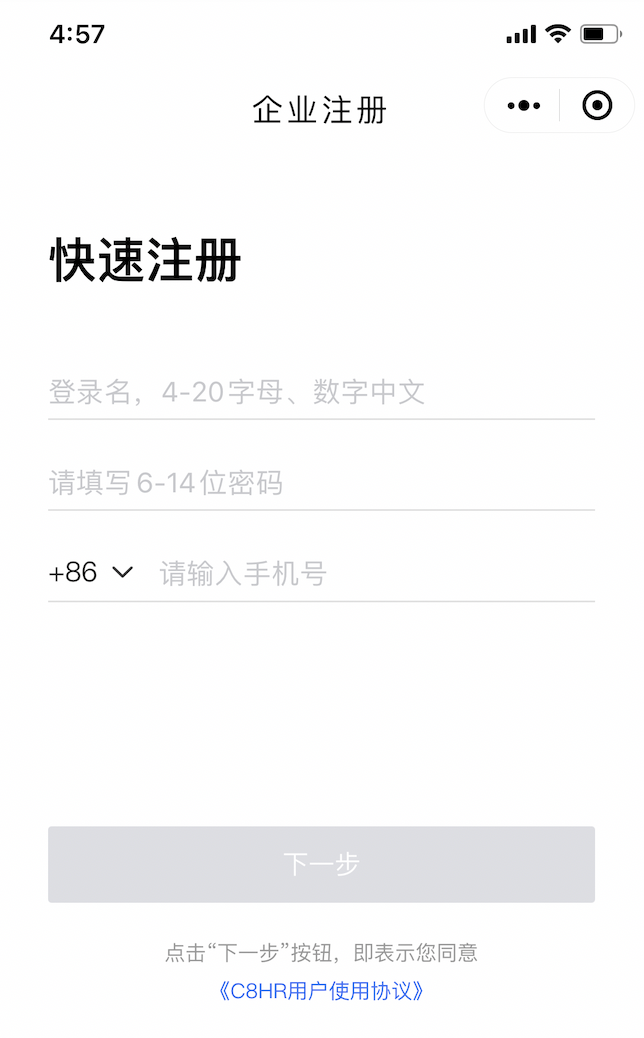 4:57
企业注册
快速注册
登录名，4-20字母、数字中文
请填写6-14位密码
+86 请输入手机号
下一步
点击“下一步”按钮，即表示您同意
《C8HR用户使用协议》